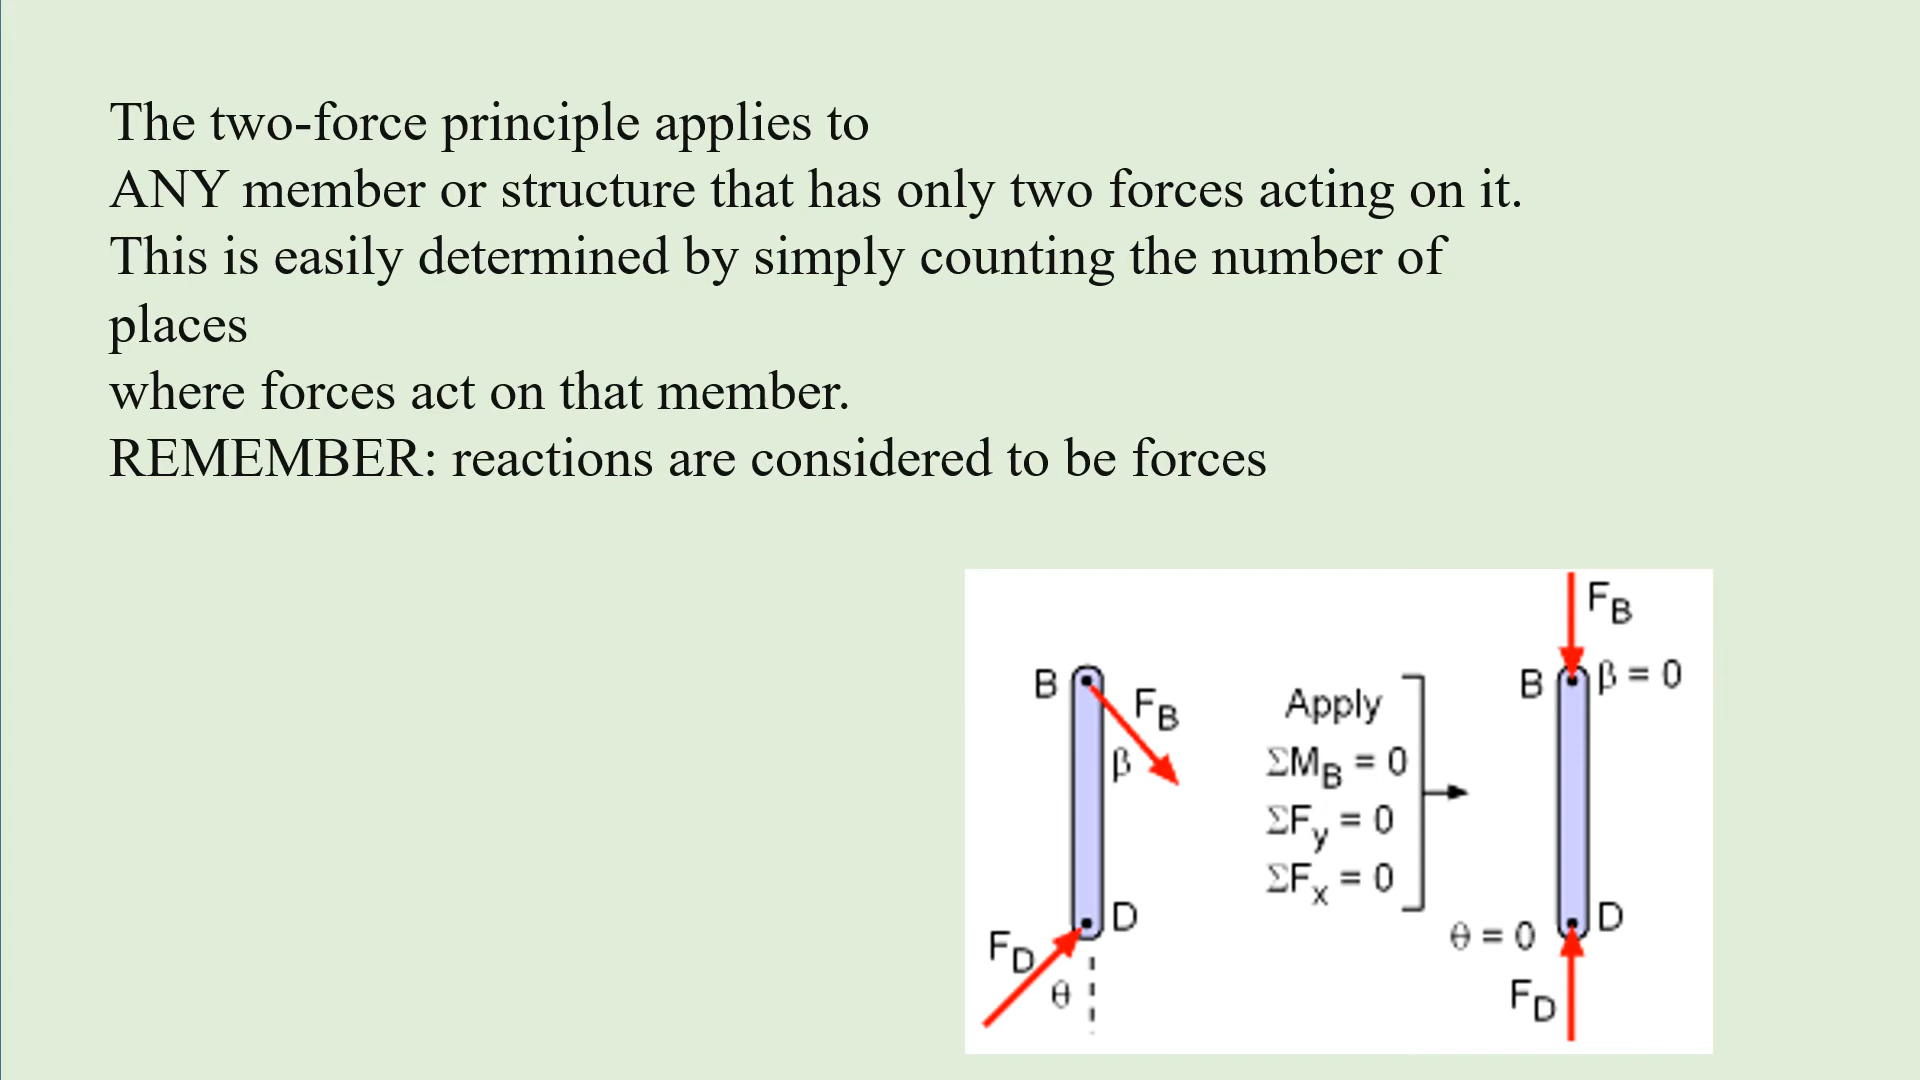 The two-force principle applies to
ANY member or structure that has only two forces acting on it.
This is easily determined by simply counting the number of
places
where forces act on that member.
REMEMBER: reactions are considered to be forces
F_B
B
β = 0
B
F_B
β
Apply
ΣM_B = 0
ΣF_y = 0
ΣF_x = 0
D
F_D
θ
θ = 0
D
F_D